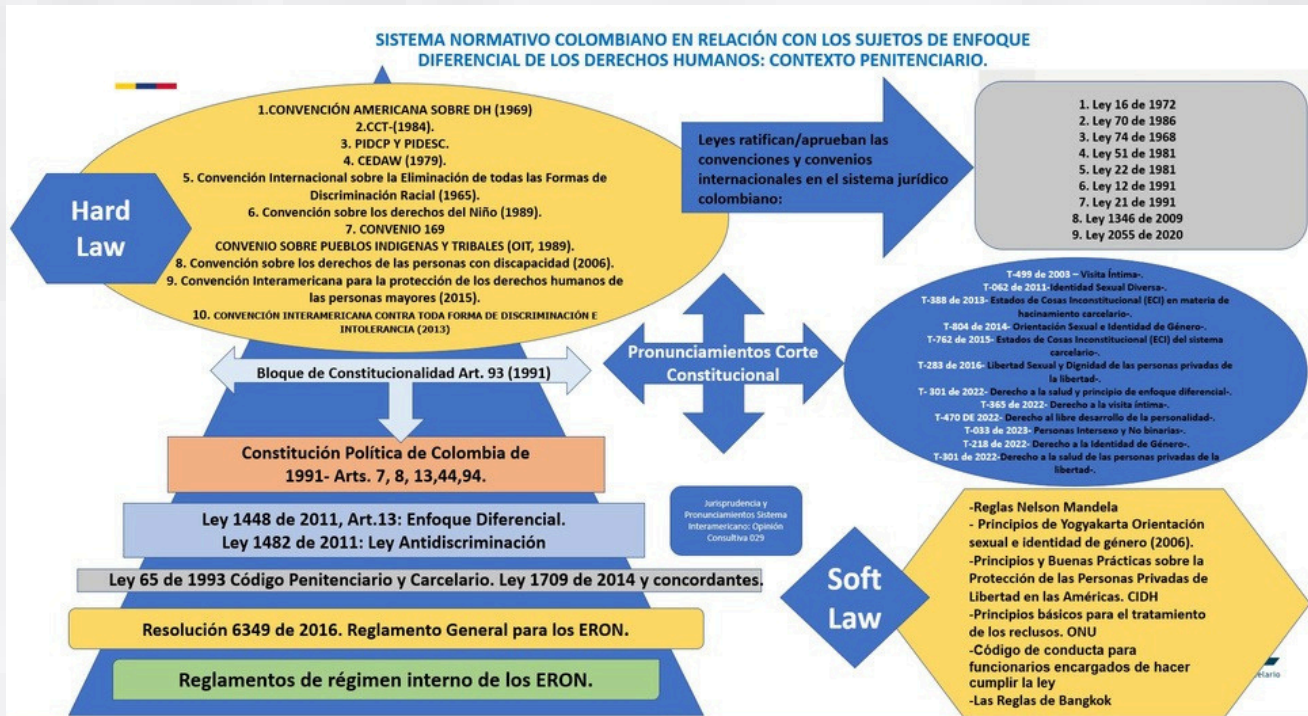 SISTEMA NORMATIVO COLOMBIANO EN RELACIÓN CON LOS SUJETOS DE ENFOQUE
DIFERENCIAL DE LOS DERECHOS HUMANOS: CONTEXTO PENITENCIARIO.
Hard
Law
1.CONVENCIÓN AMERICANA SOBRE DH (1969)
2.CCT-(1984).
3. PIDCP Y PIDESC.
4. CEDAW (1979).
5. Convención Internacional sobre la Eliminación de todas las Formas de
Discriminación Racial (1965).
6. Convención sobre los derechos del Niño (1989).
7. CONVENIO 169
CONVENIO SOBRE PUEBLOS INDIGENAS Y TRIBALES (OIT, 1989).
8. Convención sobre los derechos de las personas con discapacidad (2006).
9. Convención Interamericana para la protección de los derechos humanos de
las personas mayores (2015).
10. CONVENCIÓN INTERAMERICANA CONTRA TODA FORMA DE DISCRIMINACIÓN E
INTOLERANCIA (2013)
Leyes ratifican/aprueban las
convenciones y convenios
internacionales en el sistema jurídico
colombiano:
1. Ley 16 de 1972
2. Ley 70 de 1986
3. Ley 74 de 1968
4. Ley 51 de 1981
5. Ley 22 de 1981
6. Ley 12 de 1991
7. Ley 21 de 1991
8. Ley 1346 de 2009
9. Ley 2055 de 2020
Bloque de Constitucionalidad Art. 93 (1991)
Pronunciamientos Corte
Constitucional
T-499 de 2003 – Visita Íntima-.
T-062 de 2011-Identidad Sexual Diversa-.
T-388 de 2013- Estados de Cosas Inconstitucional (ECI) en materia de
hacinamiento carcelario-.
T-804 de 2014- Orientación Sexual e Identidad de Género-.
T-762 de 2015- Estados de Cosas Inconstitucional (ECI) del sistema
carcelario-.
T-283 de 2016- Libertad Sexual y Dignidad de las personas privadas de
la libertad-.
T- 301 de 2022- Derecho a la salud y principio de enfoque diferencial-.
T-365 de 2022- Derecho a la visita íntima-.
T-470 DE 2022- Derecho al libre desarrollo de la personalidad-.
T-033 de 2023- Personas Intersexo y No binarias-.
T-218 de 2022- Derecho a la Identidad de Género-.
T-301 de 2022-Derecho a la salud de las personas privadas de la
libertad-.
Constitución Política de Colombia de
1991- Arts. 7, 8, 13,44,94.
Ley 1448 de 2011, Art.13: Enfoque Diferencial.
Ley 1482 de 2011: Ley Antidiscriminación
Jurisprudencia y
Pronunciamientos Sistema
Interamericano: Opinión
Consultiva 029
Ley 65 de 1993 Código Penitenciario y Carcelario. Ley 1709 de 2014 y concordantes.
Resolución 6349 de 2016. Reglamento General para los ERON.
Reglamentos de régimen interno de los ERON.
Soft
Law
-Reglas Nelson Mandela
- Principios de Yogyakarta Orientación
sexual e identidad de género (2006).
-Principios y Buenas Prácticas sobre la
Protección de las Personas Privadas de
Libertad en las Américas. CIDH
-Principios básicos para el tratamiento
de los reclusos. ONU
-Código de conducta para
funcionarios encargados de hacer
cumplir la ley
-Las Reglas de Bangkok
elario